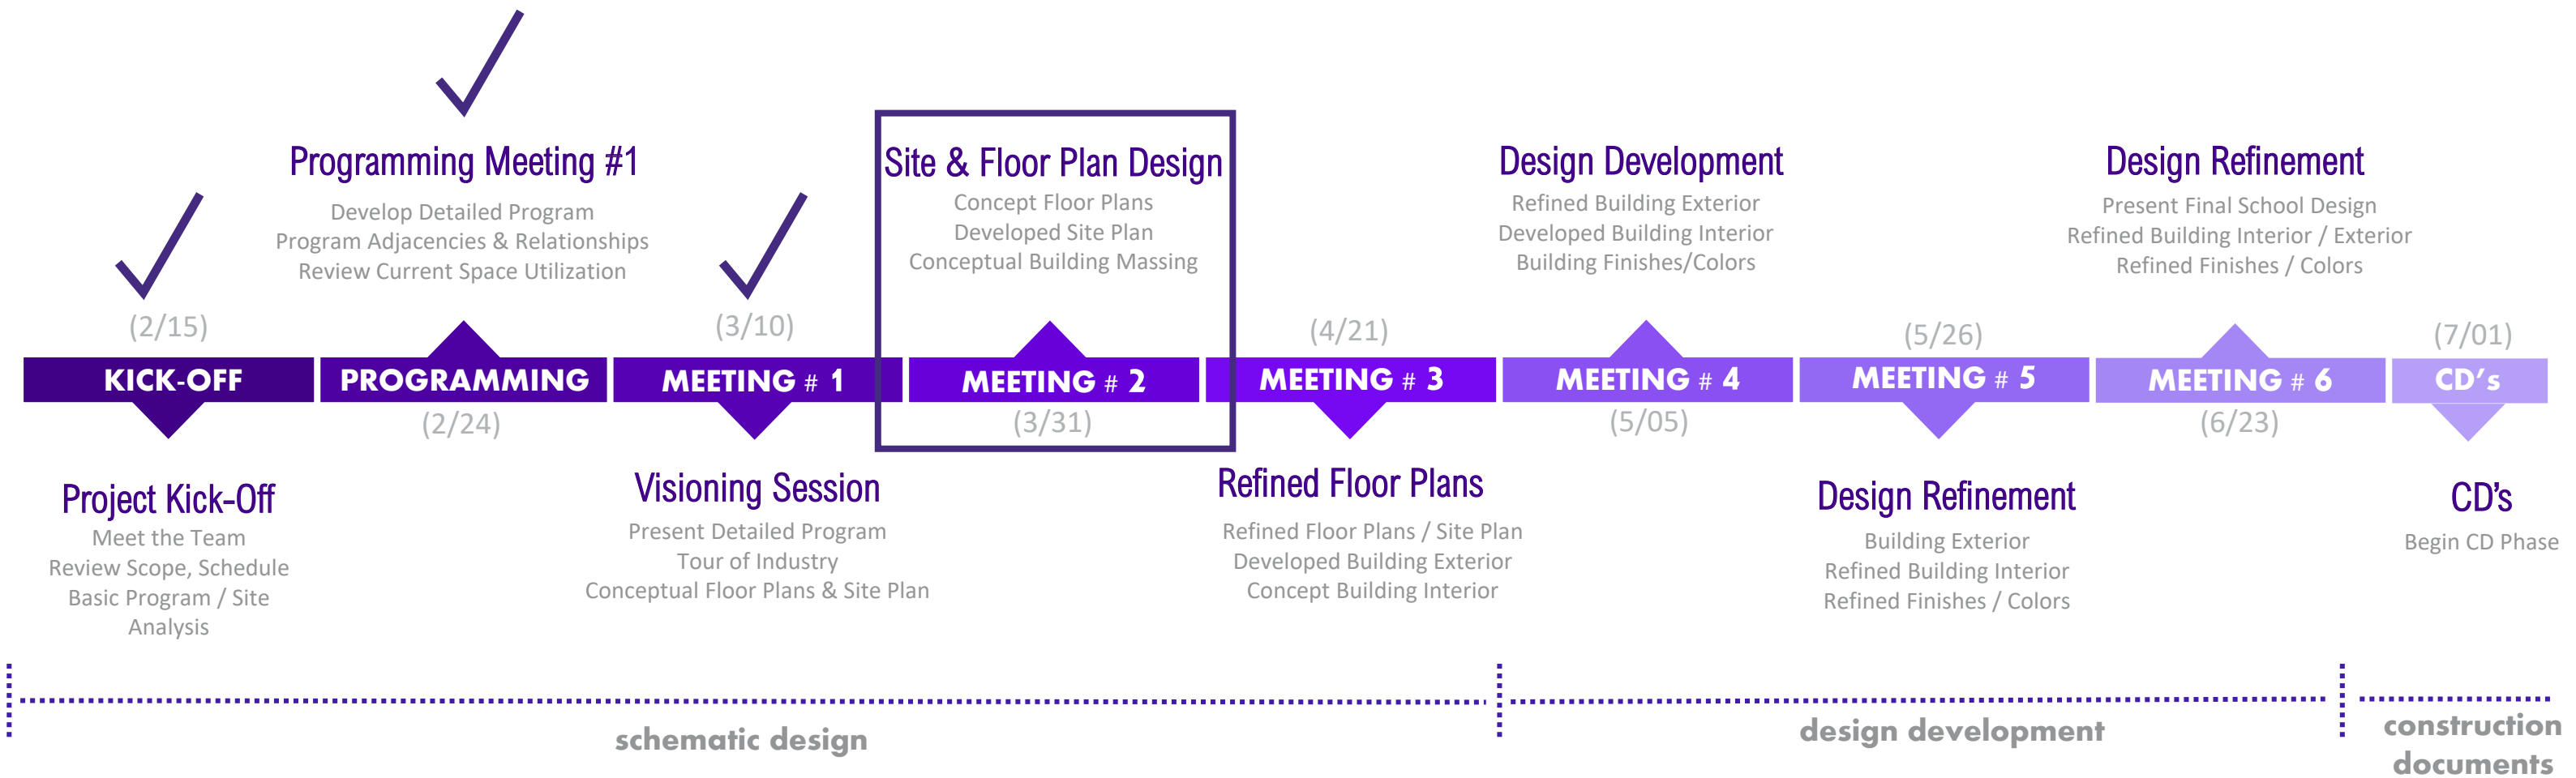 Programming Meeting #1
Develop Detailed Program
Program Adjacencies & Relationships
Review Current Space Utilization
Site & Floor Plan Design
Concept Floor Plans
Developed Site Plan
Conceptual Building Massing
Design Development
Refined Building Exterior
Developed Building Interior
Building Finishes/Colors
Design Refinement
Present Final School Design
Refined Building Interior / Exterior
Refined Finishes / Colors
(2/15)
(3/10)
(4/21)
(5/26)
(7/01)
KICK-OFF
PROGRAMMING
MEETING # 1
MEETING # 2
MEETING # 3
MEETING # 4
MEETING # 5
MEETING # 6
CD's
(2/24)
(3/31)
(5/05)
(6/23)
Project Kick-Off
Meet the Team
Review Scope, Schedule
Basic Program / Site
Analysis
Visioning Session
Present Detailed Program
Tour of Industry
Conceptual Floor Plans & Site Plan
Refined Floor Plans
Refined Floor Plans / Site Plan
Developed Building Exterior
Concept Building Interior
Design Refinement
Building Exterior
Refined Building Interior
Refined Finishes / Colors
CD's
Begin CD Phase
schematic design
design development
construction
documents